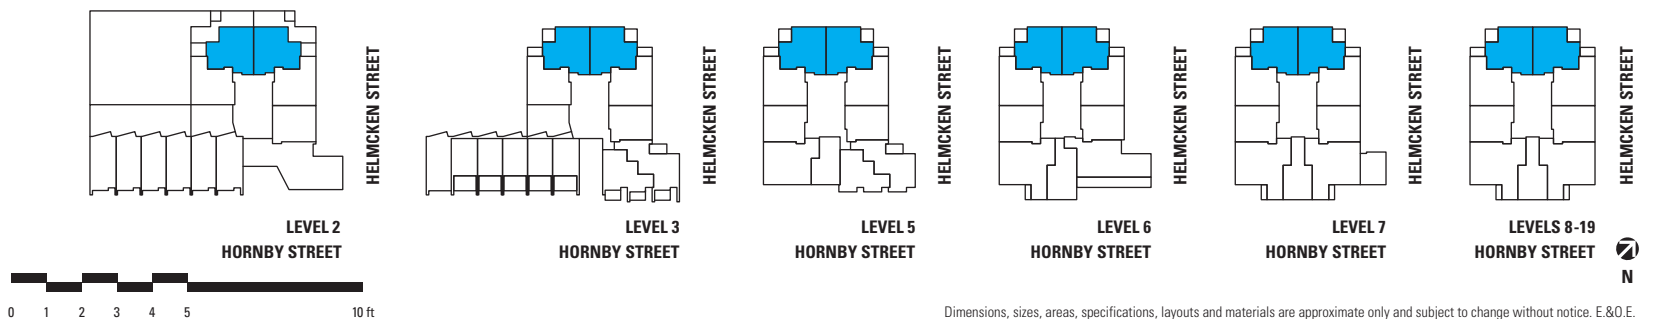 HELMCKEN STREET
LEVEL 2
HORNBY STREET
HELMCKEN STREET
LEVEL 3
HORNBY STREET
HELMCKEN STREET
LEVEL 5
HORNBY STREET
HELMCKEN STREET
LEVEL 6
HORNBY STREET
HELMCKEN STREET
LEVEL 7
HORNBY STREET
HELMCKEN STREET
LEVELS 8-19
HORNBY STREET
N
0 1 2 3 4 5 10 ft
Dimensions, sizes, areas, specifications, layouts and materials are approximate only and subject to change without notice. E.&O.E.